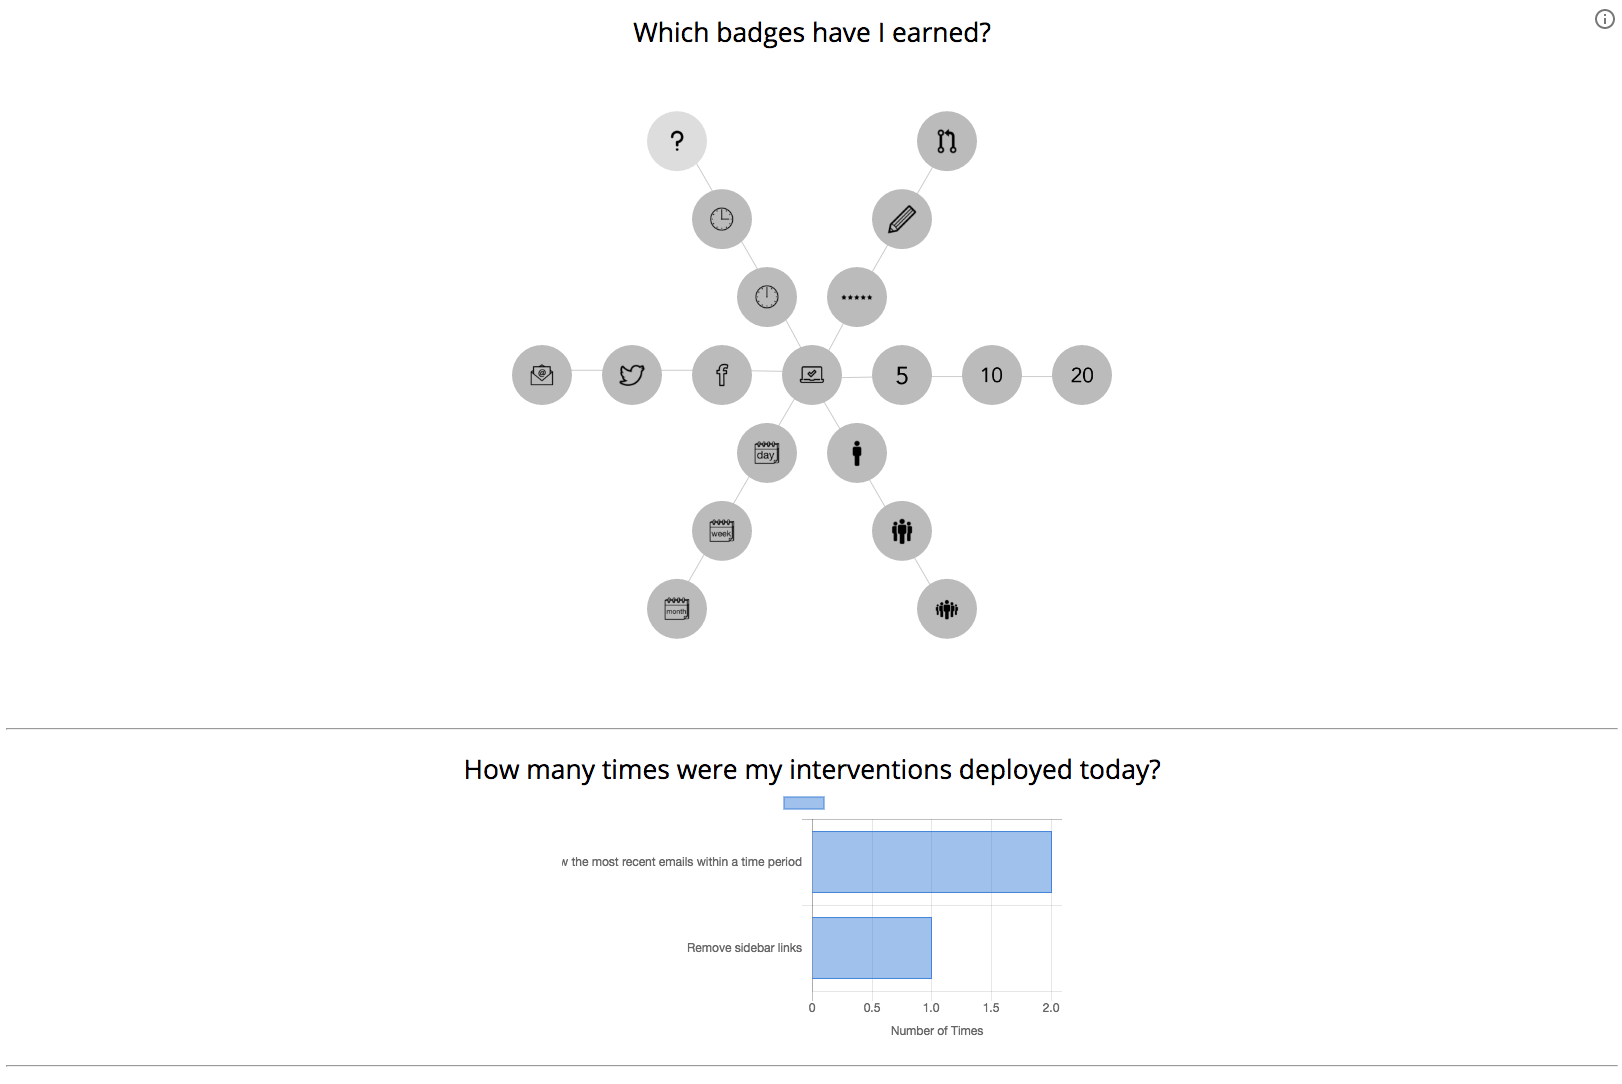 Which badges have I earned?
?
5 10 20
day
week
month
How many times were my interventions deployed today?
the most recent emails within a time period
Remove sidebar links
0 0.5 1.0 1.5 2.0
Number of Times